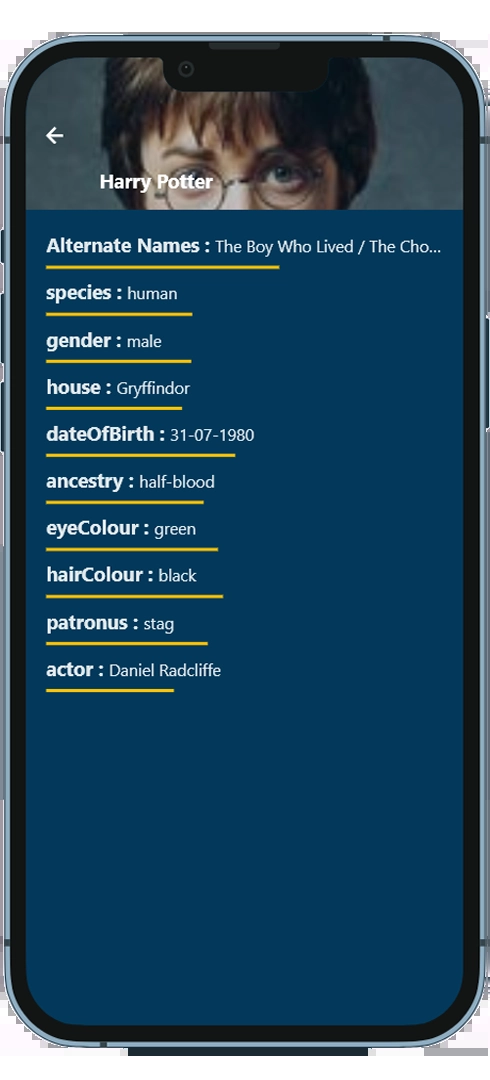 Harry Potter
Alternate Names : The Boy Who Lived / The Cho...
species : human
gender : male
house : Gryffindor
dateOfBirth : 31-07-1980
ancestry : half-blood
eyeColour : green
hairColour : black
patronus : stag
actor : Daniel Radcliffe